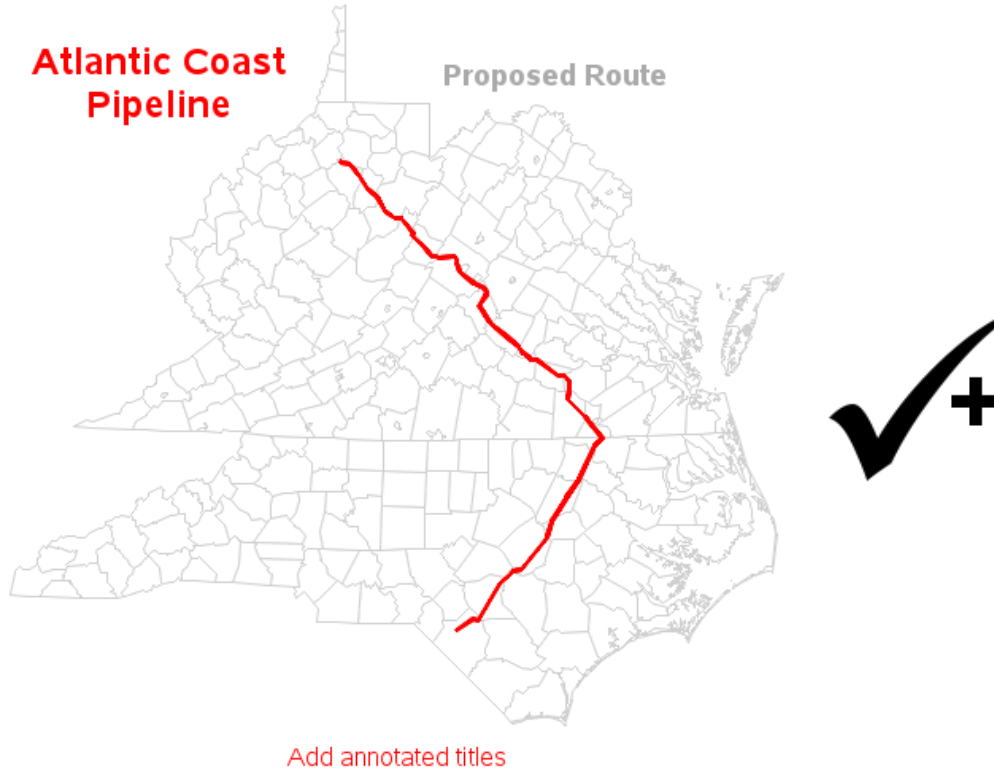 Atlantic Coast
Pipeline
Proposed Route
+
Add annotated titles